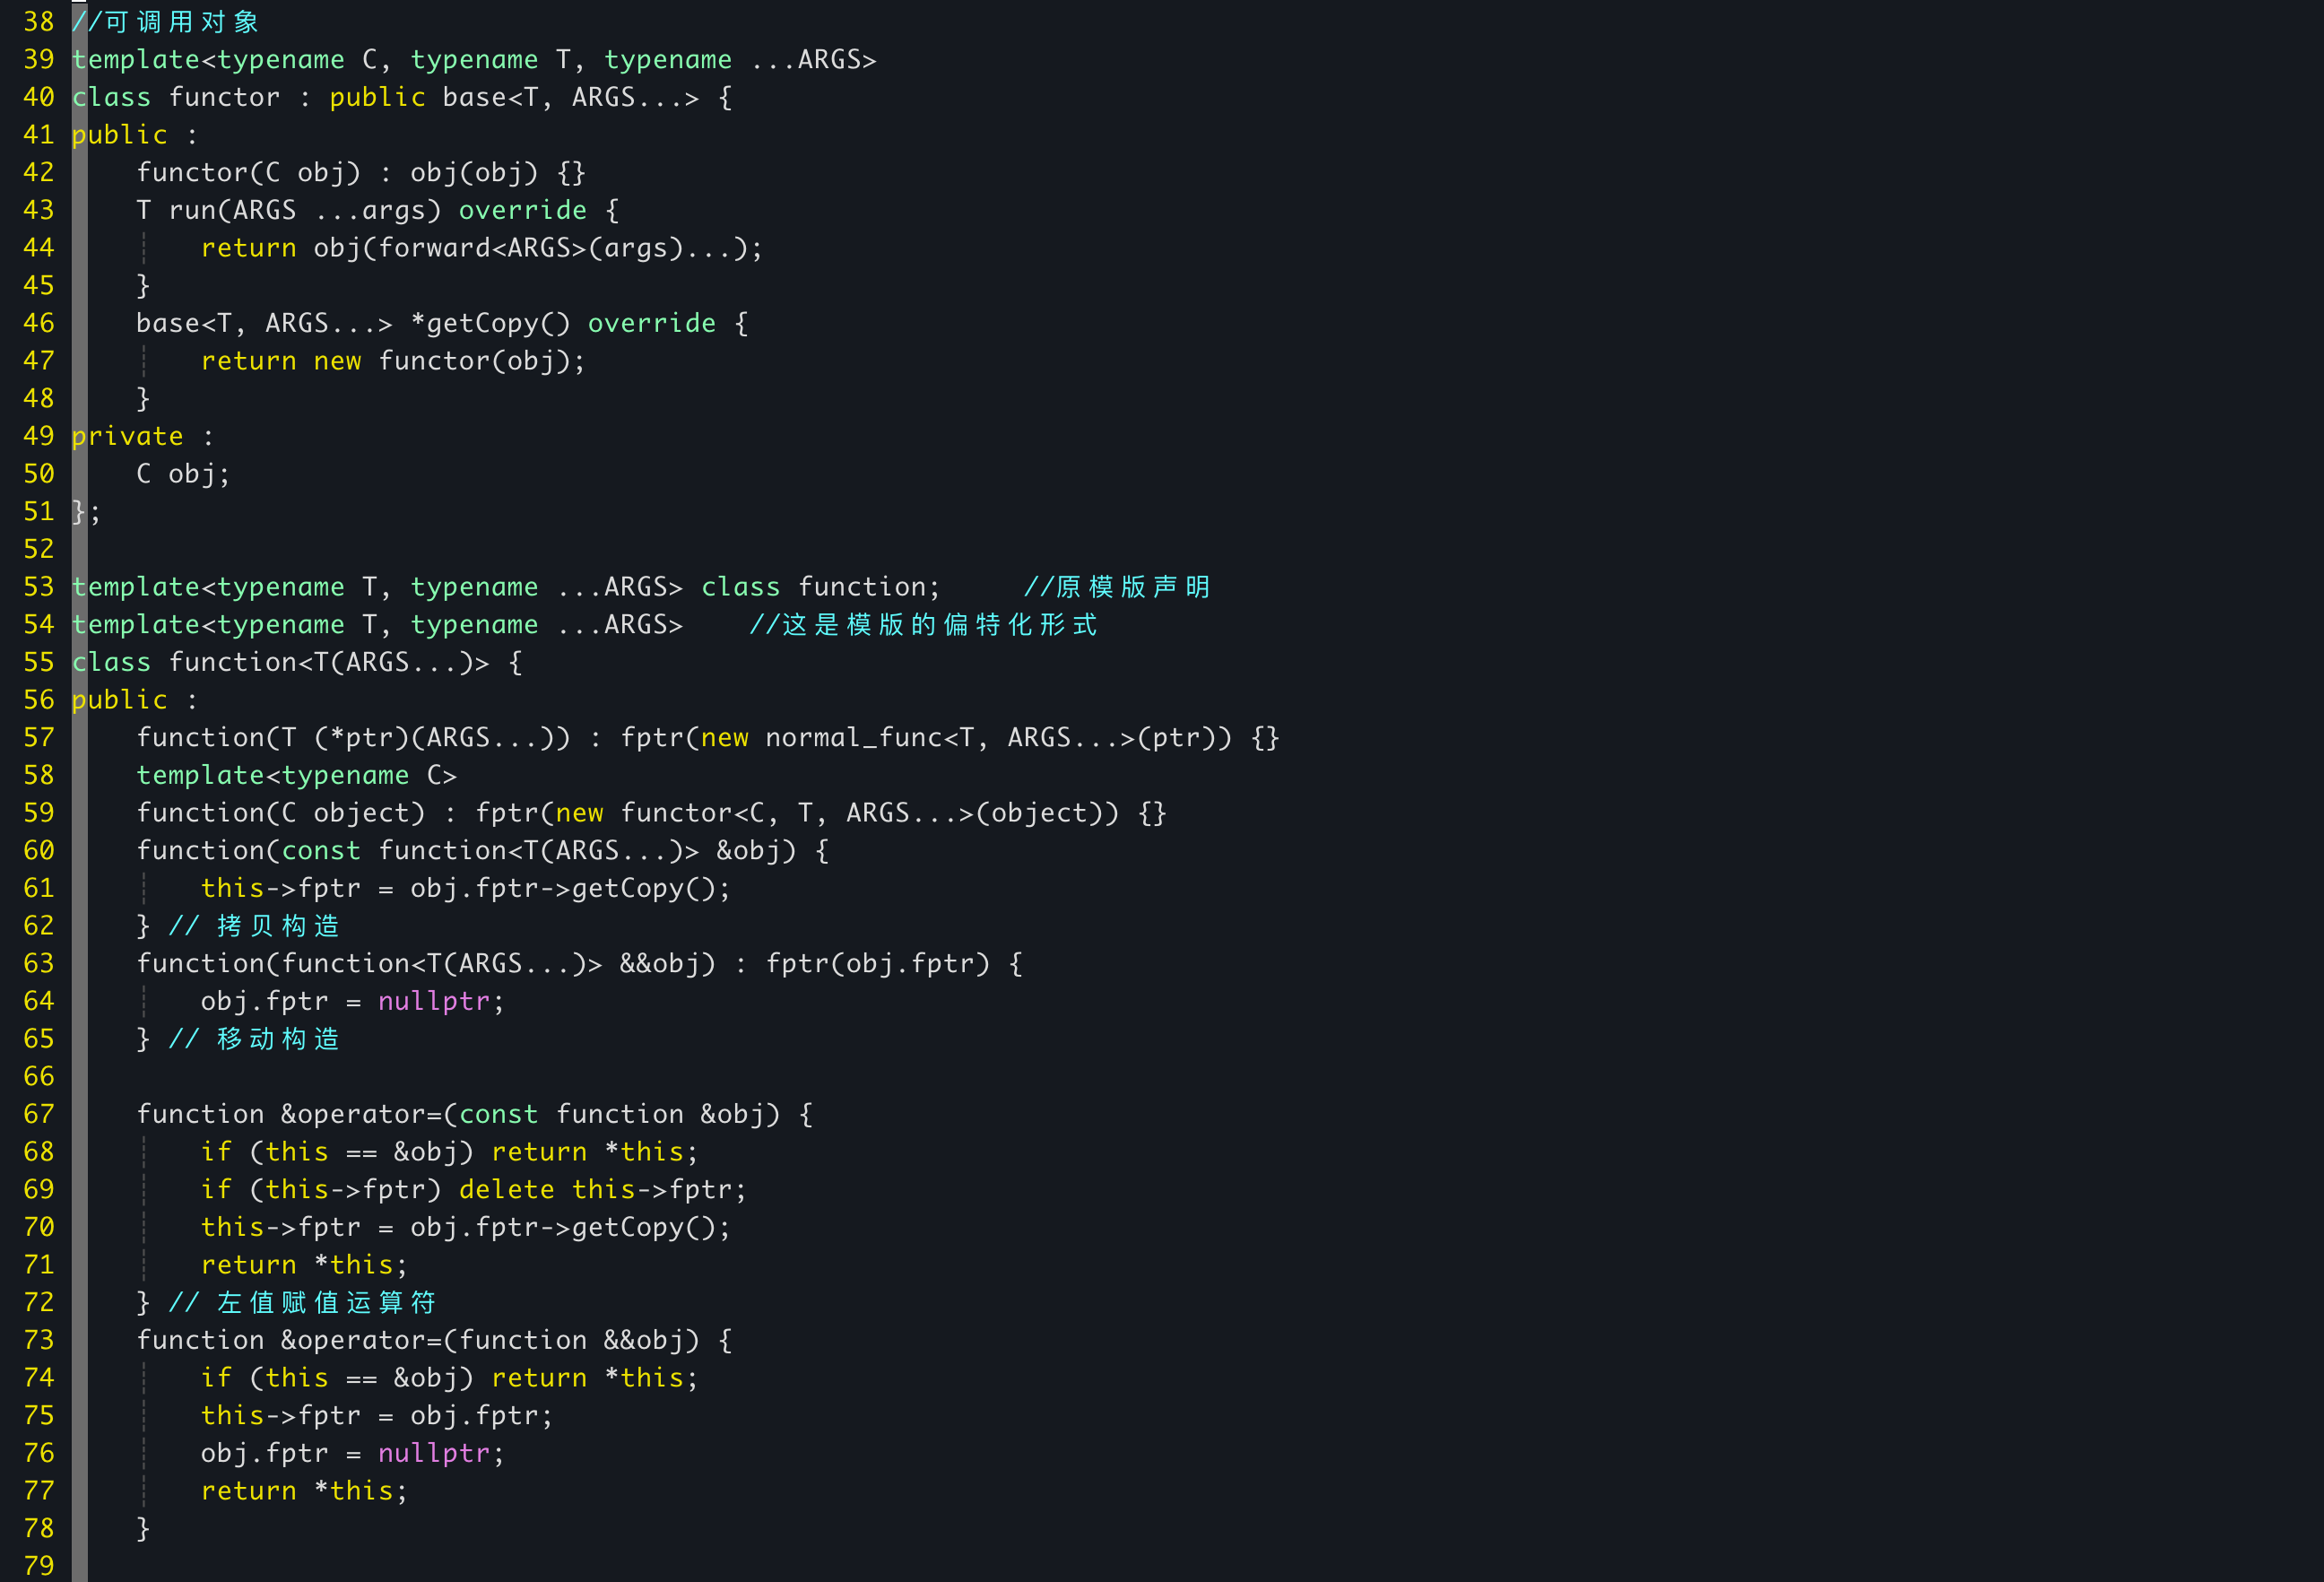 38 //可调用对象
39 template<typename C, typename T, typename ...ARGS>
40 class functor : public base<T, ARGS...> {
41 public :
42     functor(C obj) : obj(obj) {}
43     T run(ARGS ...args) override {
44         return obj(forward<ARGS>(args)...);
45     }
46     base<T, ARGS...> *getCopy() override {
47         return new functor(obj);
48     }
49 private :
50     C obj;
51 };
52
53 template<typename T, typename ...ARGS> class function;     //原模版声明
54 template<typename T, typename ...ARGS>    //这是模版的偏特化形式
55 class function<T(ARGS...)> {
56 public :
57     function(T (*ptr)(ARGS...)) : fptr(new normal_func<T, ARGS...>(ptr)) {}
58     template<typename C>
59     function(C object) : fptr(new functor<C, T, ARGS...>(object)) {}
60     function(const function<T(ARGS...)> &obj) {
61         this->fptr = obj.fptr->getCopy();
62     } // 拷贝构造
63     function(function<T(ARGS...)> &&obj) : fptr(obj.fptr) {
64         obj.fptr = nullptr;
65     } // 移动构造
66
67     function &operator=(const function &obj) {
68         if (this == &obj) return *this;
69         if (this->fptr) delete this->fptr;
70         this->fptr = obj.fptr->getCopy();
71         return *this;
72     } // 左值赋值运算符
73     function &operator=(function &&obj) {
74         if (this == &obj) return *this;
75         this->fptr = obj.fptr;
76         obj.fptr = nullptr;
77         return *this;
78     }
79